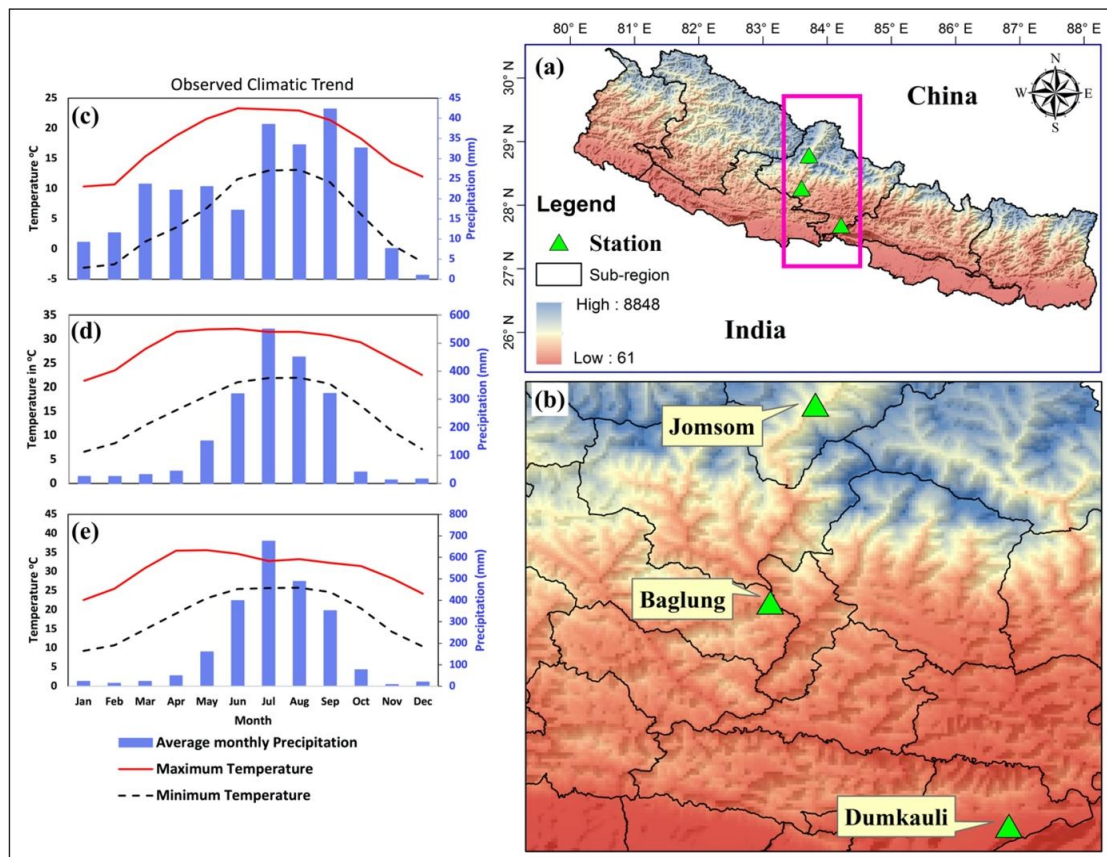 Observed Climatic Trend
(c)
Temperature °C
25
20
15
10
5
0
-5
Precipitation (mm)
45
40
35
30
25
20
15
10
5
0
(d)
Temperature in °C
35
30
25
20
15
10
5
0
Precipitation (mm)
600
500
400
300
200
100
0
(e)
Temperature °C
45
40
35
30
25
20
15
10
5
0
Precipitation (mm)
800
700
600
500
400
300
200
100
0
Jan Feb Mar Apr May Jun Jul Aug Sep Oct Nov Dec
Month
Average monthly Precipitation
Maximum Temperature
Minimum Temperature
80° E 81° E 82° E 83° E 84° E 85° E 86° E 87° E 88° E
30° N
29° N
28° N
27° N
26° N
(a)
China
N
W E
S
Legend
Station
Sub-region
High : 8848
Low : 61
India
(b)
Jomsom
Baglung
Dumkauli